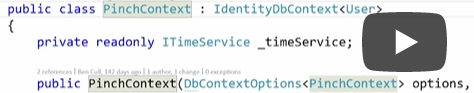 public class PinchContext : IdentityDbContext<User>
{
private readonly ITimeService _timeService;
2 references | Ben Cull, 142 days ago | 1 author, 1 change | 0 exceptions
public PinchContext(DbContextOptions<PinchContext> options,